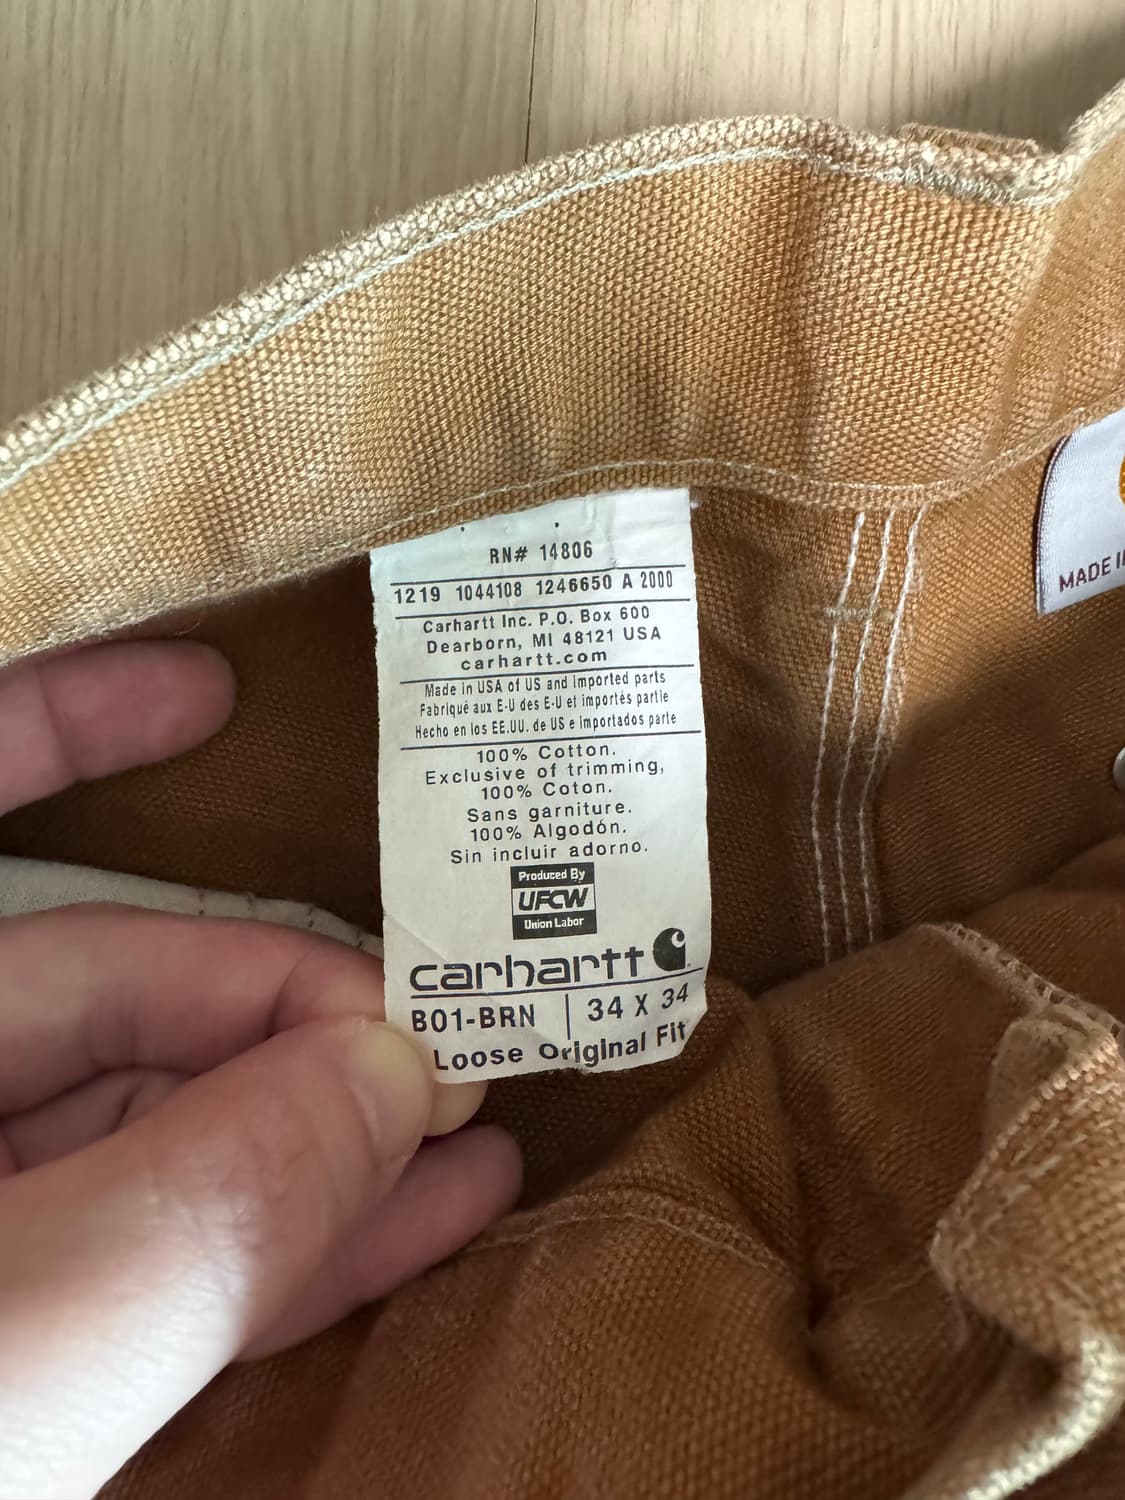 RN# 14806
1219 1044108 1246650 A 2000
Carhartt Inc. P.O. Box 600
Dearborn, MI 48121 USA
carhartt.com
Made in USA of US and Imported parts
Fabriqué aux E-U des E-U et importés partie
Hecho en los EE.UU. de US e importados parte
100% Cotton.
Exclusive of trimming,
100% Coton.
Sans garniture.
100% Algodón.
Sin incluir adorno.
Produced By
UFCW
Union Labor
carhartt
B01-BRN | 34 X 34
Loose Original Fit
MADE